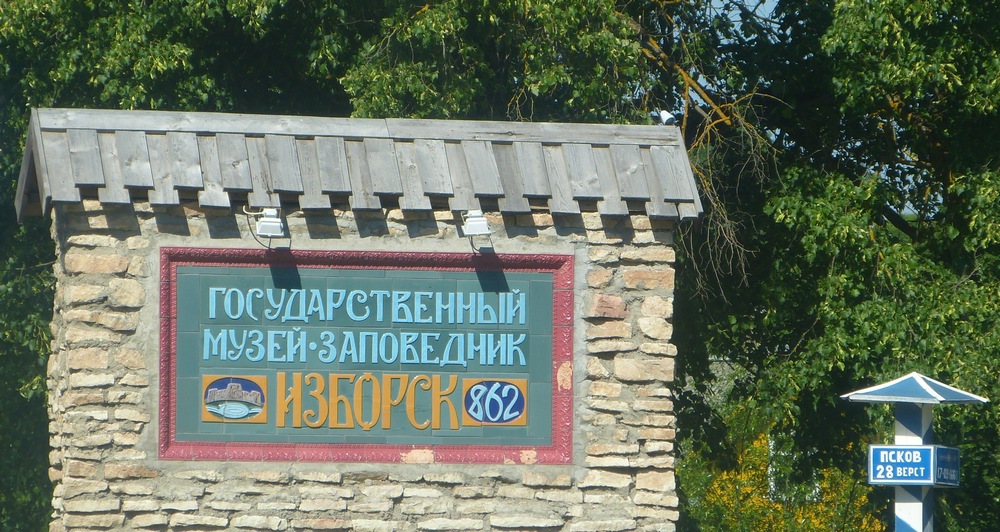 ГОСУДАРСТВЕННЫЙ
МУЗЕЙ·ЗАПОВЕДНИК
ИЗБОРСК 862
ПСКОВ
28 ВЕРСТ